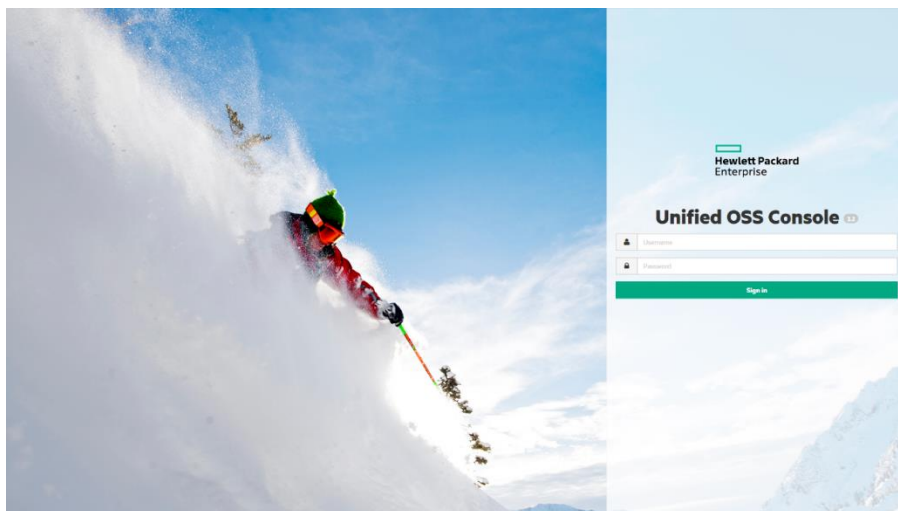 Hewlett Packard
Enterprise
Unified OSS Console
Username
Password
Sign in